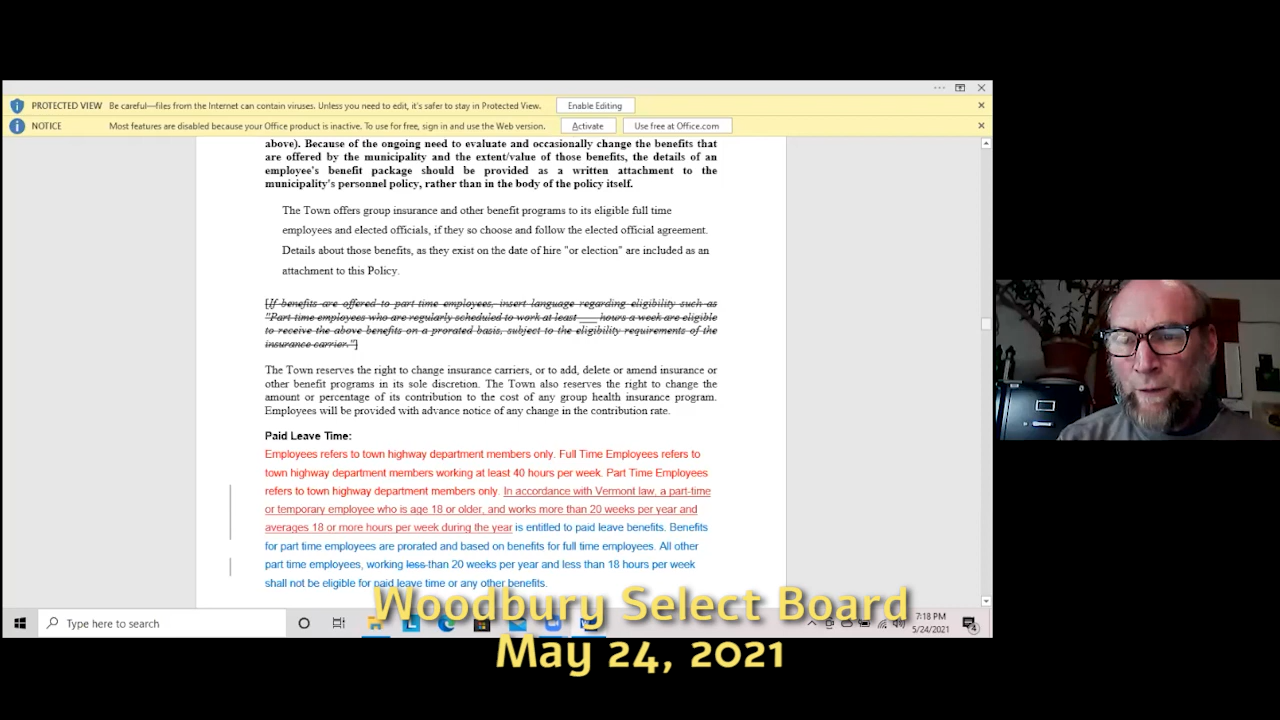 PROTECTED VIEW Be careful—files from the Internet can contain viruses. Unless you need to edit, it's safer to stay in Protected View. Enable Editing
NOTICE Most features are disabled because your Office product is inactive. To use for free, sign in and use the Web version. Activate Use free at Office.com
above). Because of the ongoing need to evaluate and occasionally change the benefits that
are offered by the municipality and the extent/value of those benefits, the details of an
employee's benefit package should be provided as a written attachment to the
municipality's personnel policy, rather than in the body of the policy itself.
The Town offers group insurance and other benefit programs to its eligible full time
employees and elected officials, if they so choose and follow the elected official agreement.
Details about those benefits, as they exist on the date of hire "or election" are included as an
attachment to this Policy.
[If benefits are offered to part time employees, insert language regarding eligibility such as
"Part time employees who are regularly scheduled to work at least ___ hours a week are eligible
to receive the above benefits on a prorated basis, subject to the eligibility requirements of the
insurance carrier."]
The Town reserves the right to change insurance carriers, or to add, delete or amend insurance or
other benefit programs in its sole discretion. The Town also reserves the right to change the
amount or percentage of its contribution to the cost of any group health insurance program.
Employees will be provided with advance notice of any change in the contribution rate.
Paid Leave Time:
Employees refers to town highway department members only. Full Time Employees refers to
town highway department members working at least 40 hours per week. Part Time Employees
refers to town highway department members only. In accordance with Vermont law, a part-time
or temporary employee who is age 18 or older, and works more than 20 weeks per year and
averages 18 or more hours per week during the year is entitled to paid leave benefits. Benefits
for part time employees are prorated and based on benefits for full time employees. All other
part time employees, working less than 20 weeks per year and less than 18 hours per week
shall not be eligible for paid leave time or any other benefits.
Woodbury Select Board
May 24, 2021
Type here to search
7:18 PM
5/24/2021
4